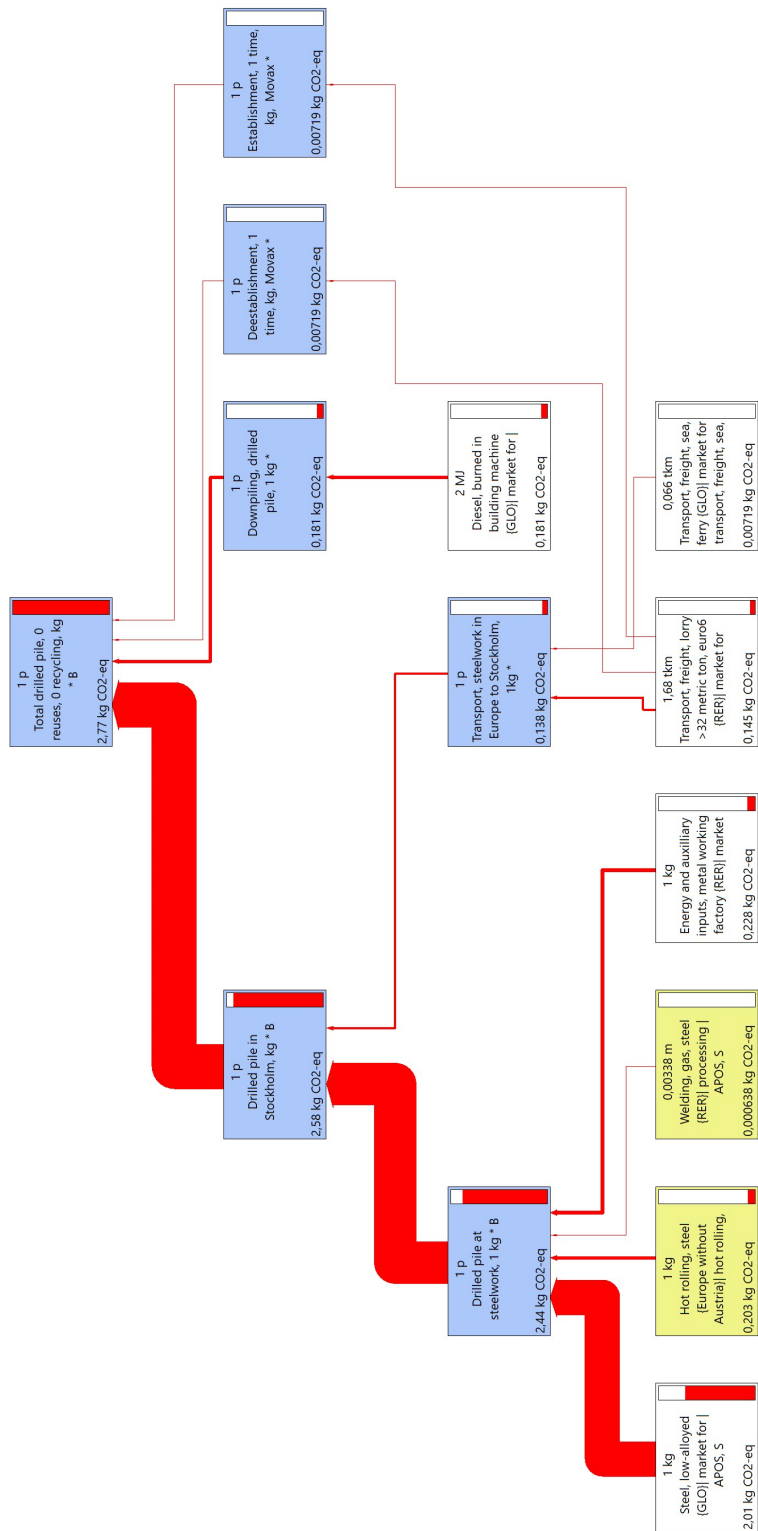 1 p
Total drilled pile, 0
reuses, 0 recycling, kg
* B
2,77 kg CO2-eq
1 p
Drilled pile in
Stockholm, kg * B
2,58 kg CO2-eq
1 p
Downpiling, drilled
pile, 1 kg *
0,181 kg CO2-eq
1 p
Deestablishment, 1
time, kg, Movax *
0,00719 kg CO2-eq
1 p
Establishment, 1 time,
kg, Movax *
0,00719 kg CO2-eq
1 p
Drilled pile at
steelwork, 1 kg * B
2,44 kg CO2-eq
1 p
Transport, steelwork in
Europe to Stockholm,
1kg *
0,138 kg CO2-eq
2 MJ
Diesel, burned in
building machine
{GLO}| market for |
0,181 kg CO2-eq
1 kg
Steel, low-alloyed
{GLO}| market for |
APOS, S
2,01 kg CO2-eq
1 kg
Hot rolling, steel
{Europe without
Austria}| hot rolling,
0,203 kg CO2-eq
0,00338 m
Welding, gas, steel
{RER}| processing |
APOS, S
0,000638 kg CO2-eq
1 kg
Energy and auxilliary
inputs, metal working
factory {RER}| market
0,228 kg CO2-eq
1,68 tkm
Transport, freight, lorry
>32 metric ton, euro6
{RER}| market for
0,145 kg CO2-eq
0,066 tkm
Transport, freight, sea,
ferry {GLO}| market for
transport, freight, sea,
0,00719 kg CO2-eq